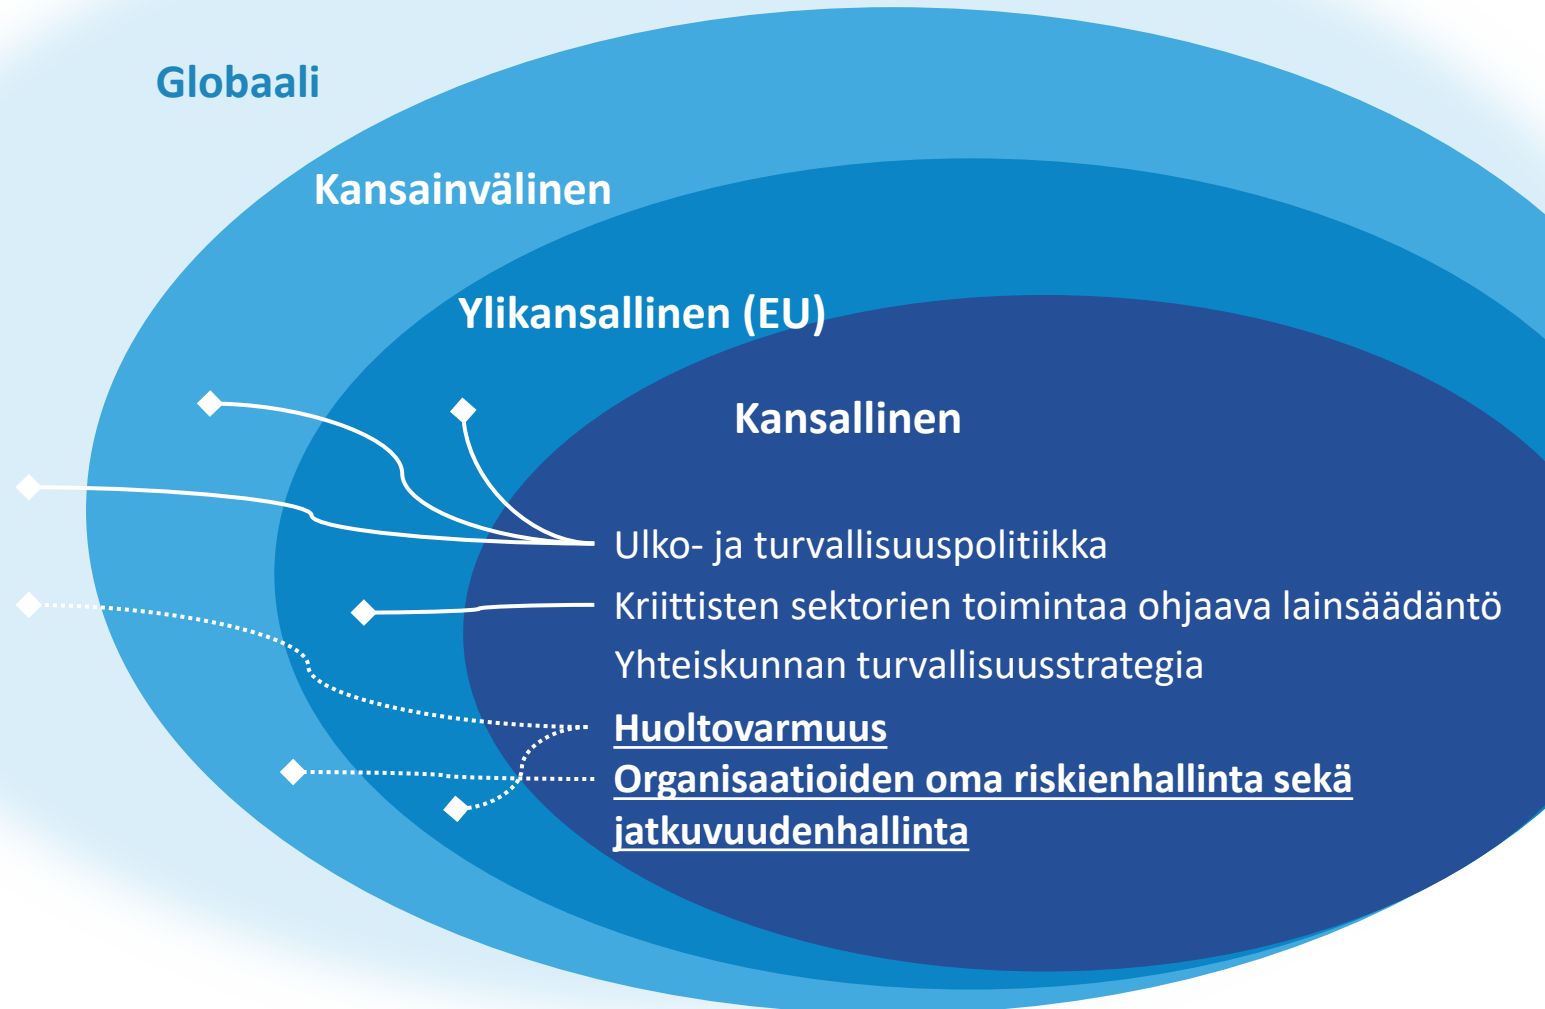 Globaali
Kansainvälinen
Ylikansallinen (EU)
Kansallinen
Ulko- ja turvallisuuspolitiikka
Kriittisten sektorien toimintaa ohjaava lainsäädäntö
Yhteiskunnan turvallisuusstrategia
Huoltovarmuus
Organisaatioiden oma riskienhallinta sekä
jatkuvuudenhallinta